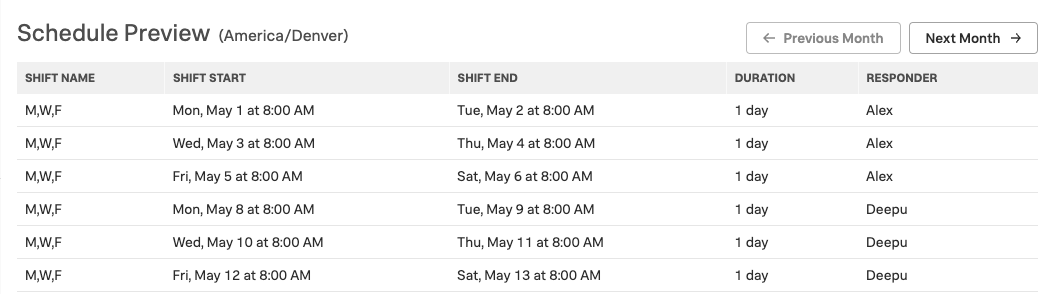 Schedule Preview (America/Denver)
← Previous Month Next Month →
SHIFT NAME SHIFT START SHIFT END DURATION RESPONDER
M,W,F Mon, May 1 at 8:00 AM Tue, May 2 at 8:00 AM 1 day Alex
M,W,F Wed, May 3 at 8:00 AM Thu, May 4 at 8:00 AM 1 day Alex
M,W,F Fri, May 5 at 8:00 AM Sat, May 6 at 8:00 AM 1 day Alex
M,W,F Mon, May 8 at 8:00 AM Tue, May 9 at 8:00 AM 1 day Deepu
M,W,F Wed, May 10 at 8:00 AM Thu, May 11 at 8:00 AM 1 day Deepu
M,W,F Fri, May 12 at 8:00 AM Sat, May 13 at 8:00 AM 1 day Deepu